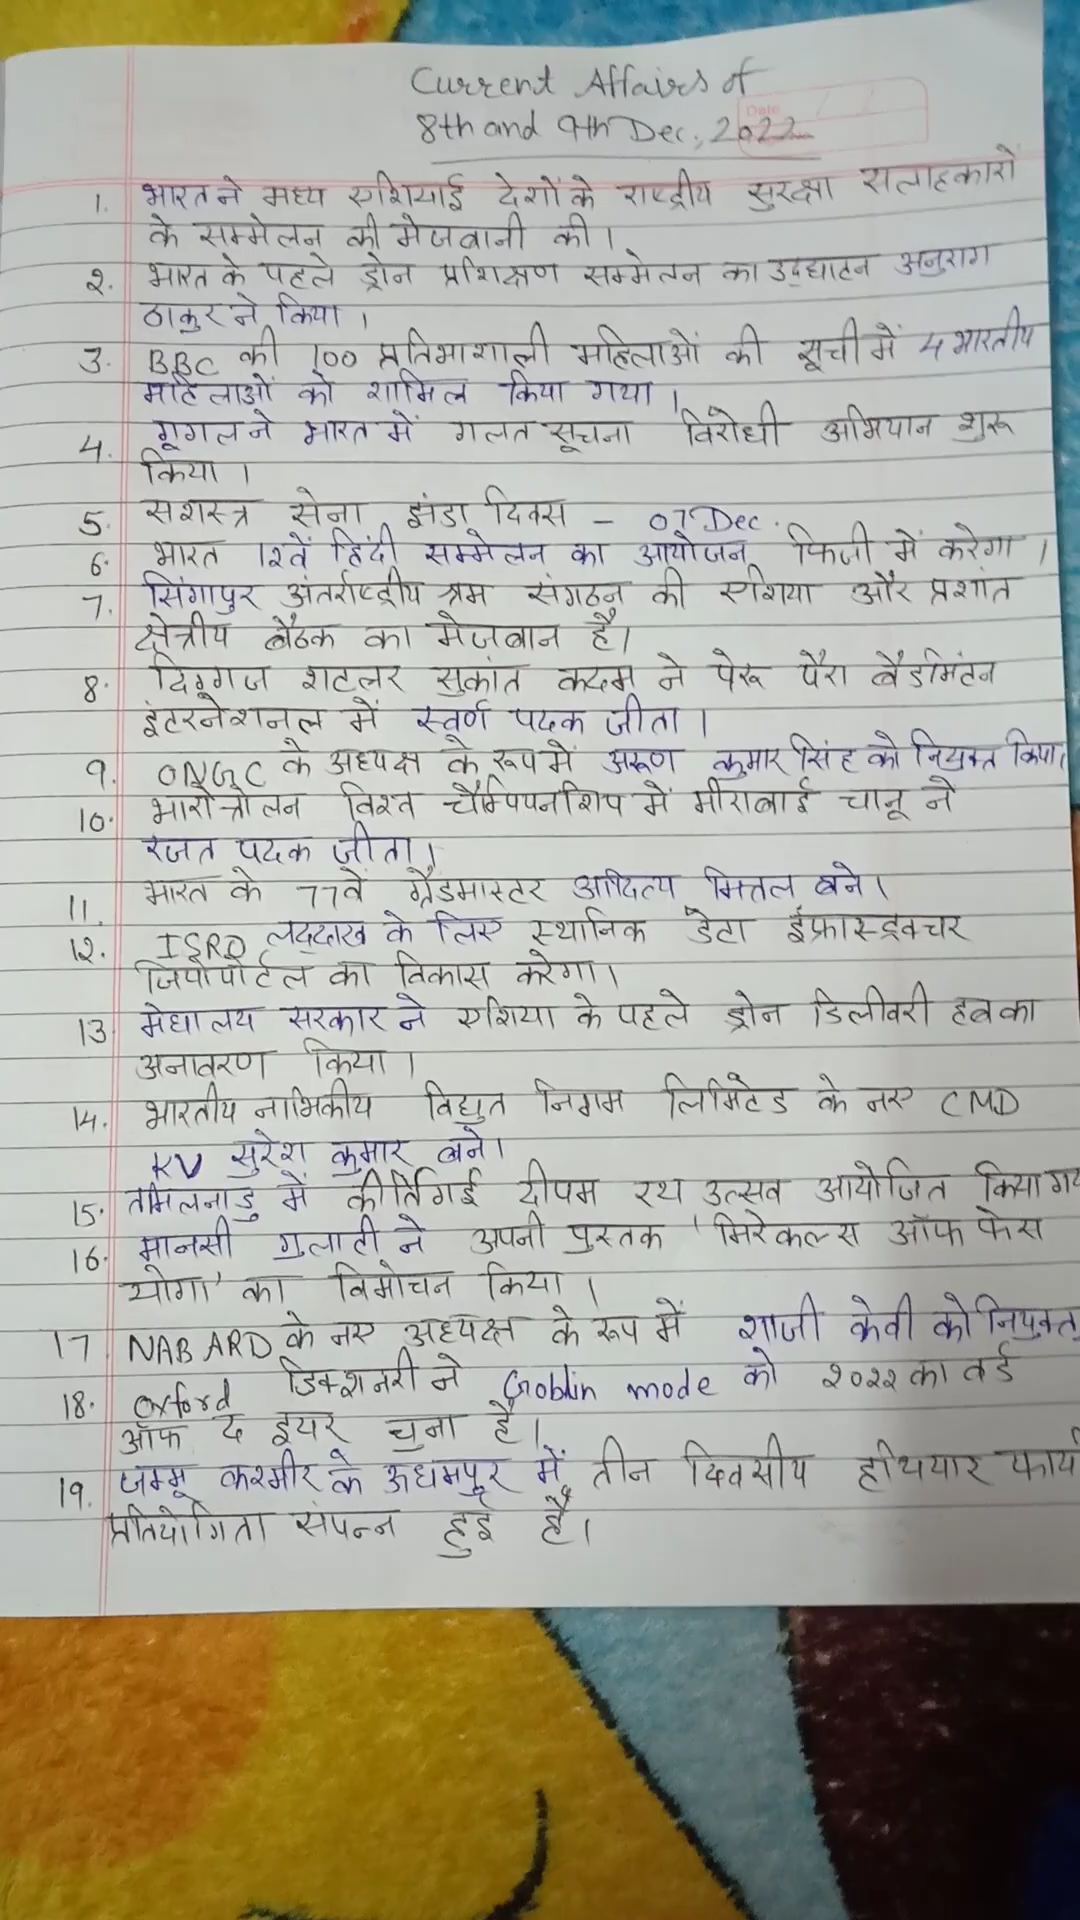 Current Affairs of
Date
8th and 9th Dec, 2022
1. भारत ने मध्य एशियाई देशों के राष्ट्रीय सुरक्षा सलाहकारों
के सम्मेलन की मेजबानी की।
2. भारत के पहले ड्रोन प्रशिक्षण सम्मेलन का उद्घाटन अनुराग
ठाकुर ने किया।
3. BBC की 100 प्रतिभाशाली महिलाओं की सूची में 4 भारतीय
महिलाओं को शामिल किया गया।
4. गूगल ने भारत में गलत सूचना विरोधी अभियान शुरू
किया।
5. सशस्त्र सेना झंडा दिवस - 07 Dec.
6. भारत 12वें हिंदी सम्मेलन का आयोजन फिजी में करेगा।
7. सिंगापुर अंतर्राष्ट्रीय श्रम संगठन की एशिया और प्रशांत
क्षेत्रीय बैठक का मेजबान है।
8. दिग्गज शटलर सुकांत कदम ने पेरू पैरा बैडमिंटन
इंटरनेशनल में स्वर्ण पदक जीता।
9. ONGC के अध्यक्ष के रूप में अरूण कुमार सिंह को नियुक्त किया।
10. भारोत्तोलन विश्व चैम्पियनशिप में मीराबाई चानू ने
रजत पदक जीता।
11. भारत के 77वें ग्रैंडमास्टर आदित्य मित्तल बने।
12. ISRO लद्दाख के लिए स्थानिक डेटा इंफ्रास्ट्रक्चर
जियोपोर्टल का विकास करेगा।
13 मेघालय सरकार ने एशिया के पहले ड्रोन डिलीवरी हब का
अनावरण किया।
14. भारतीय नाभिकीय विद्युत निगम लिमिटेड के नए CMD
KV सुरेश कुमार बने।
15. तमिलनाडु में कीर्तिगई दीपम रथ उत्सव आयोजित किया गय
16. मानसी गुलाटी ने अपनी पुस्तक 'मिरेकल्स ऑफ फेस
योगा' का विमोचन किया।
17 NABARD के नए अध्यक्ष के रूप में शाजी केवी को नियुक्त
18. Oxford डिक्शनरी ने Goblin mode को 2022 का वर्ड
ऑफ द इयर चुना है।
19. जम्मू कश्मीर के उधमपुर में तीन दिवसीय हथियार फाय
प्रतियोगिता संपन्न हुई है।